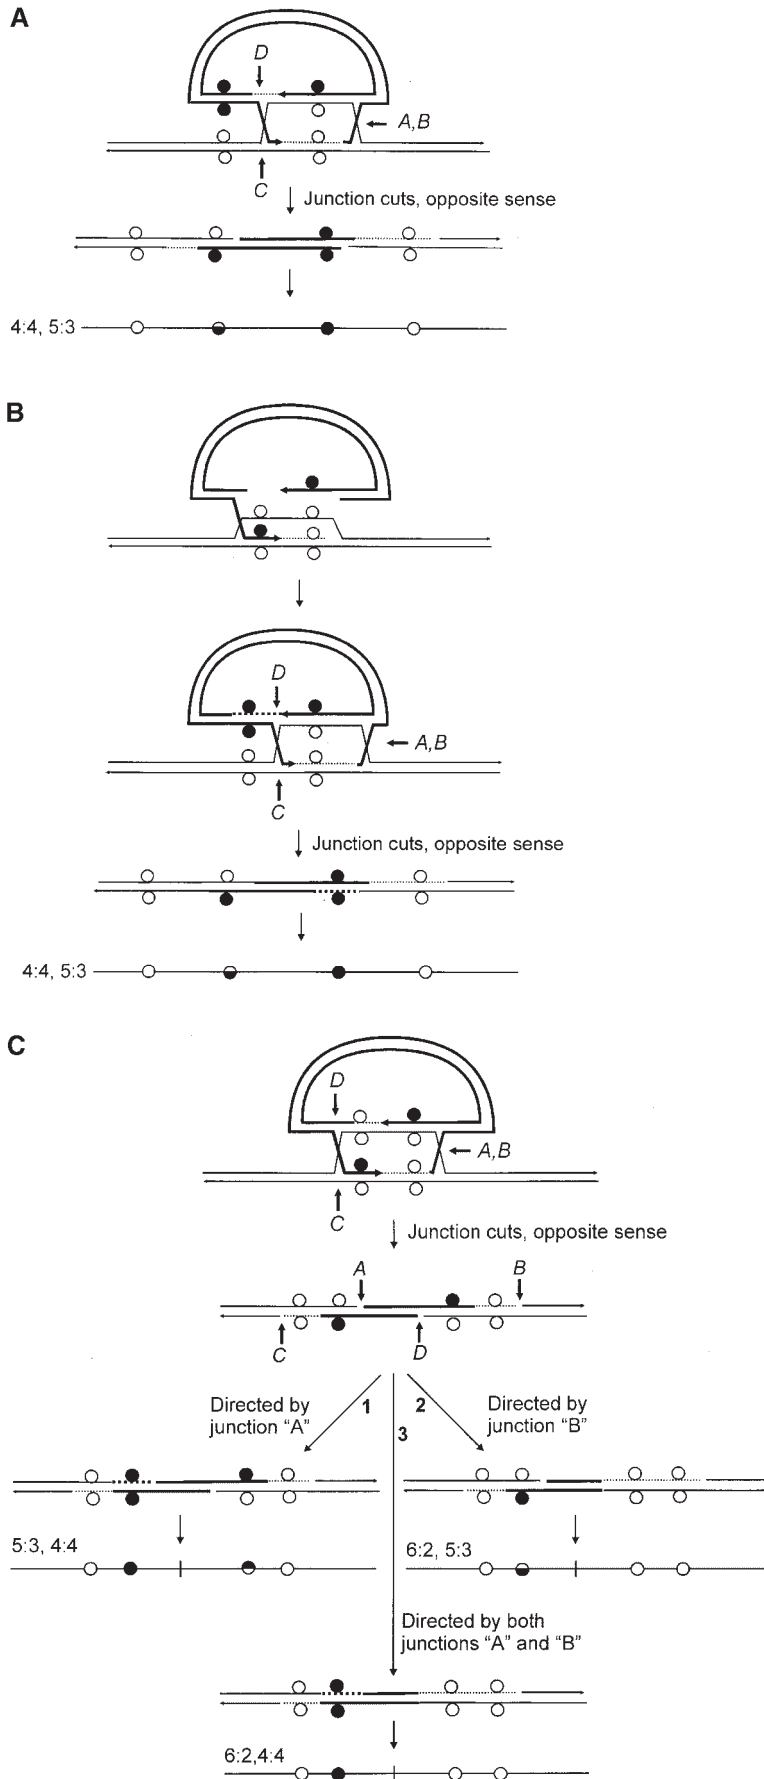 A
D
A,B
C
Junction cuts, opposite sense
4:4, 5:3
B
D
A,B
C
Junction cuts, opposite sense
4:4, 5:3
C
D
A,B
C
Junction cuts, opposite sense
A B
C D
Directed by
junction “A”
1 2
3
Directed by
junction “B”
5:3, 4:4
6:2, 5:3
Directed by both
junctions “A” and “B”
6:2,4:4